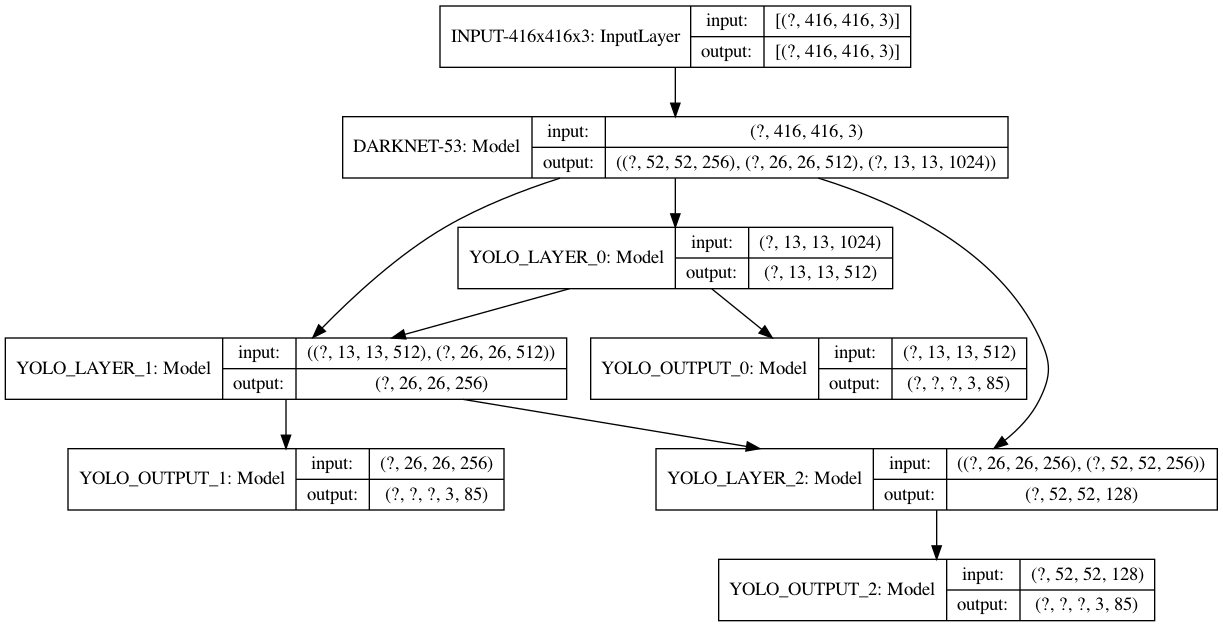 INPUT-416x416x3: InputLayer
input:
[(?, 416, 416, 3)]
output:
[(?, 416, 416, 3)]
DARKNET-53: Model
input:
(?, 416, 416, 3)
output:
((?, 52, 52, 256), (?, 26, 26, 512), (?, 13, 13, 1024))
YOLO_LAYER_0: Model
input:
(?, 13, 13, 1024)
output:
(?, 13, 13, 512)
YOLO_LAYER_1: Model
input:
((?, 13, 13, 512), (?, 26, 26, 512))
output:
(?, 26, 26, 256)
YOLO_OUTPUT_0: Model
input:
(?, 13, 13, 512)
output:
(?, ?, ?, 3, 85)
YOLO_OUTPUT_1: Model
input:
(?, 26, 26, 256)
output:
(?, ?, ?, 3, 85)
YOLO_LAYER_2: Model
input:
((?, 26, 26, 256), (?, 52, 52, 256))
output:
(?, 52, 52, 128)
YOLO_OUTPUT_2: Model
input:
(?, 52, 52, 128)
output:
(?, ?, ?, 3, 85)